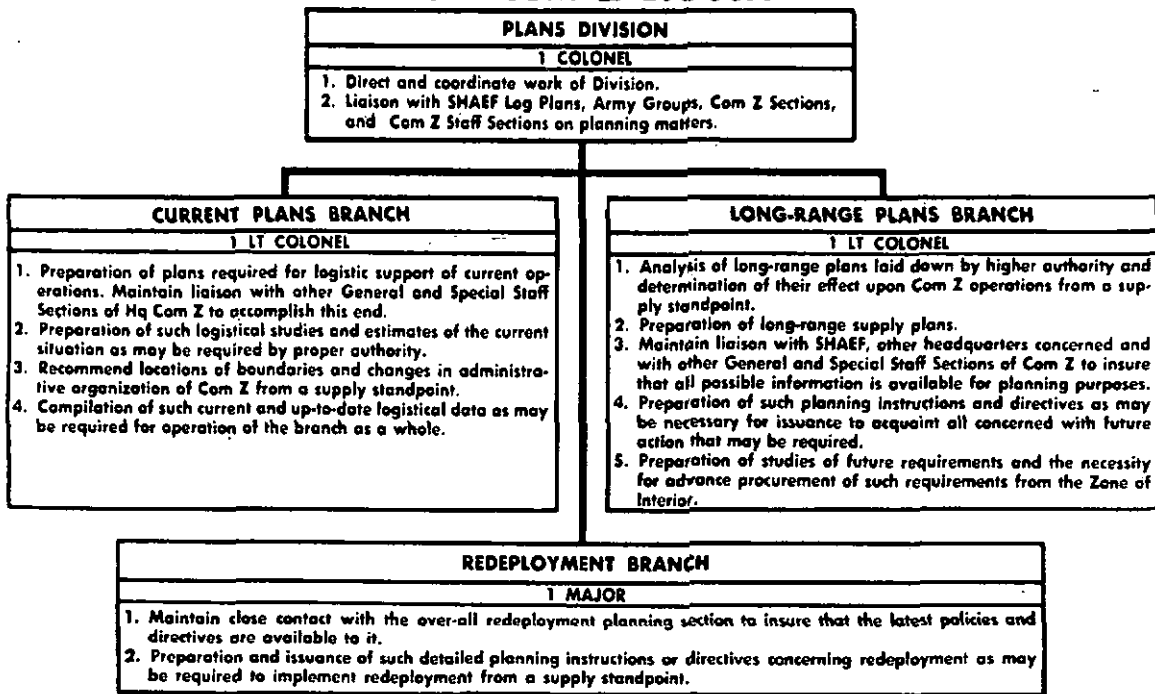 PLANS DIVISION
1 COLONEL
1. Direct and coordinate work of Division.
2. Liaison with SHAEF Log Plans, Army Groups, Com Z Sections,
and Com Z Staff Sections on planning matters.
CURRENT PLANS BRANCH
1 LT COLONEL
1. Preparation of plans required for logistic support of current op-
erations. Maintain liaison with other General and Special Staff
Sections of Hq Com Z to accomplish this end.
2. Preparation of such logistical studies and estimates of the current
situation as may be required by proper authority.
3. Recommend locations of boundaries and changes in administra-
tive organization of Com Z from a supply standpoint.
4. Compilation of such current and up-to-date logistical data as may
be required for operation of the branch as a whole.
LONG-RANGE PLANS BRANCH
1 LT COLONEL
1. Analysis of long-range plans laid down by higher authority and
determination of their effect upon Com Z operations from a sup-
ply standpoint.
2. Preparation of long-range supply plans.
3. Maintain liaison with SHAEF, other headquarters concerned and
with other General and Special Staff Sections of Com Z to insure
that all possible information is available for planning purposes.
4. Preparation of such planning instructions and directives as may
be necessary for issuance to acquaint all concerned with future
action that may be required.
5. Preparation of studies of future requirements and the necessity
for advance procurement of such requirements from the Zone of
Interior.
REDEPLOYMENT BRANCH
1 MAJOR
1. Maintain close contact with the over-all redeployment planning section to insure that the latest policies and
directives are available to it.
2. Preparation and issuance of such detailed planning instructions or directives concerning redeployment as may
be required to implement redeployment from a supply standpoint.